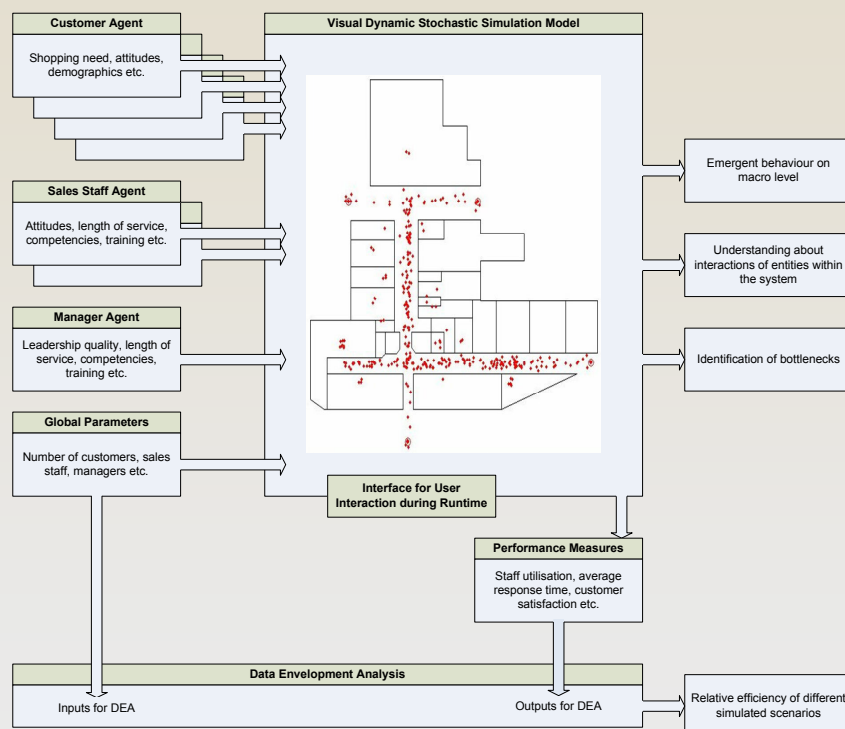 Customer Agent
Shopping need, attitudes,
demographics etc.
Sales Staff Agent
Attitudes, length of service,
competencies, training etc.
Manager Agent
Leadership quality, length of
service, competencies,
training etc.
Global Parameters
Number of customers, sales
staff, managers etc.
Visual Dynamic Stochastic Simulation Model
Interface for User
Interaction during Runtime
Emergent behaviour on
macro level
Understanding about
interactions of entities within
the system
Identification of bottlenecks
Performance Measures
Staff utilisation, average
response time, customer
satisfaction etc.
Data Envelopment Analysis
Inputs for DEA
Outputs for DEA
Relative efficiency of different
simulated scenarios